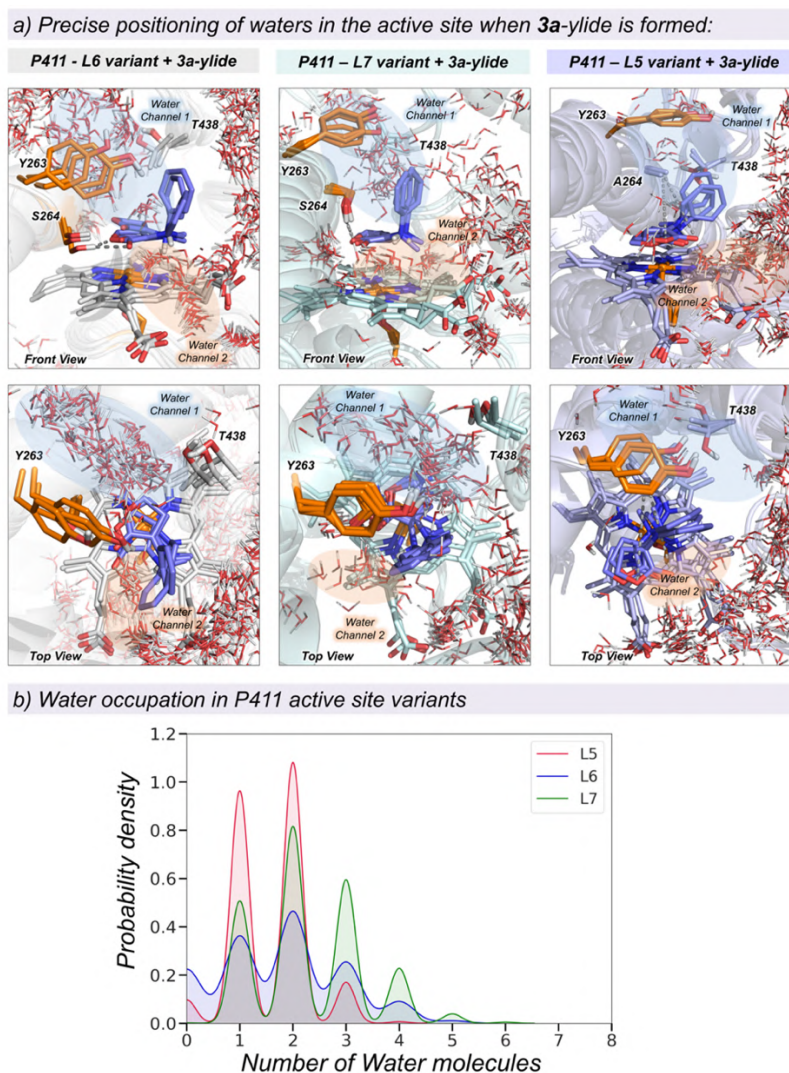 a) Precise positioning of waters in the active site when 3a-ylide is formed:
P411 - L6 variant + 3a-ylide
P411 – L7 variant + 3a-ylide
P411 – L5 variant + 3a-ylide
Water
Channel 1
T438
Y263
S264
Water
Channel 2
Front View
Water
Channel 1
T438
Y263
S264
Water
Channel 2
Front View
Y263
Water
Channel 1
T438
A264
Water
Channel 2
Front View
Water
Channel 1
T438
Y263
Water
Channel 2
Top View
Water
Channel 1
Y263
T438
Water
Channel 2
Top View
Water
Channel 1
T438
Y263
Water
Channel 2
Top View
b) Water occupation in P411 active site variants
Probability density
1.2
1.0
0.8
0.6
0.4
0.2
0.0
L5
L6
L7
0 1 2 3 4 5 6 7 8
Number of Water molecules